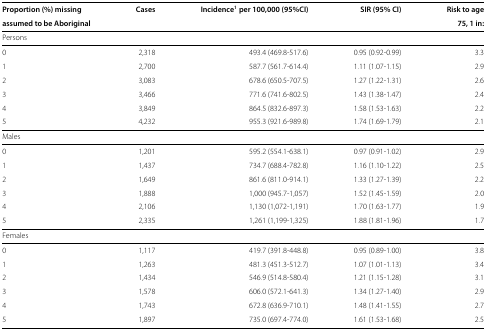 Proportion (%) missing Cases Incidence¹ per 100,000 (95%CI) SIR (95% CI) Risk to age
assumed to be Aboriginal 75, 1 in:
Persons
0 2,318 493.4 (469.8-517.6) 0.95 (0.92-0.99) 3.3
1 2,700 587.7 (561.7-614.4) 1.11 (1.07-1.15) 2.9
2 3,083 678.6 (650.5-707.5) 1.27 (1.22-1.31) 2.6
3 3,466 771.6 (741.6-802.5) 1.43 (1.38-1.47) 2.4
4 3,849 864.5 (832.6-897.3) 1.58 (1.53-1.63) 2.2
5 4,232 955.3 (921.6-989.8) 1.74 (1.69-1.79) 2.1
Males
0 1,201 595.2 (554.1-638.1) 0.97 (0.91-1.02) 2.9
1 1,437 734.7 (688.4-782.8) 1.16 (1.10-1.22) 2.5
2 1,649 861.6 (811.0-914.1) 1.33 (1.27-1.39) 2.2
3 1,888 1,000 (945.7-1,057) 1.52 (1.45-1.59) 2.0
4 2,106 1,130 (1,072-1,191) 1.70 (1.63-1.77) 1.9
5 2,335 1,261 (1,199-1,325) 1.88 (1.81-1.96) 1.7
Females
0 1,117 419.7 (391.8-448.8) 0.95 (0.89-1.00) 3.8
1 1,263 481.3 (451.3-512.7) 1.07 (1.01-1.13) 3.4
2 1,434 546.9 (514.8-580.4) 1.21 (1.15-1.28) 3.1
3 1,578 606.0 (572.1-641.3) 1.34 (1.27-1.40) 2.9
4 1,743 672.8 (636.9-710.1) 1.48 (1.41-1.55) 2.7
5 1,897 735.0 (697.4-774.0) 1.61 (1.53-1.68) 2.5